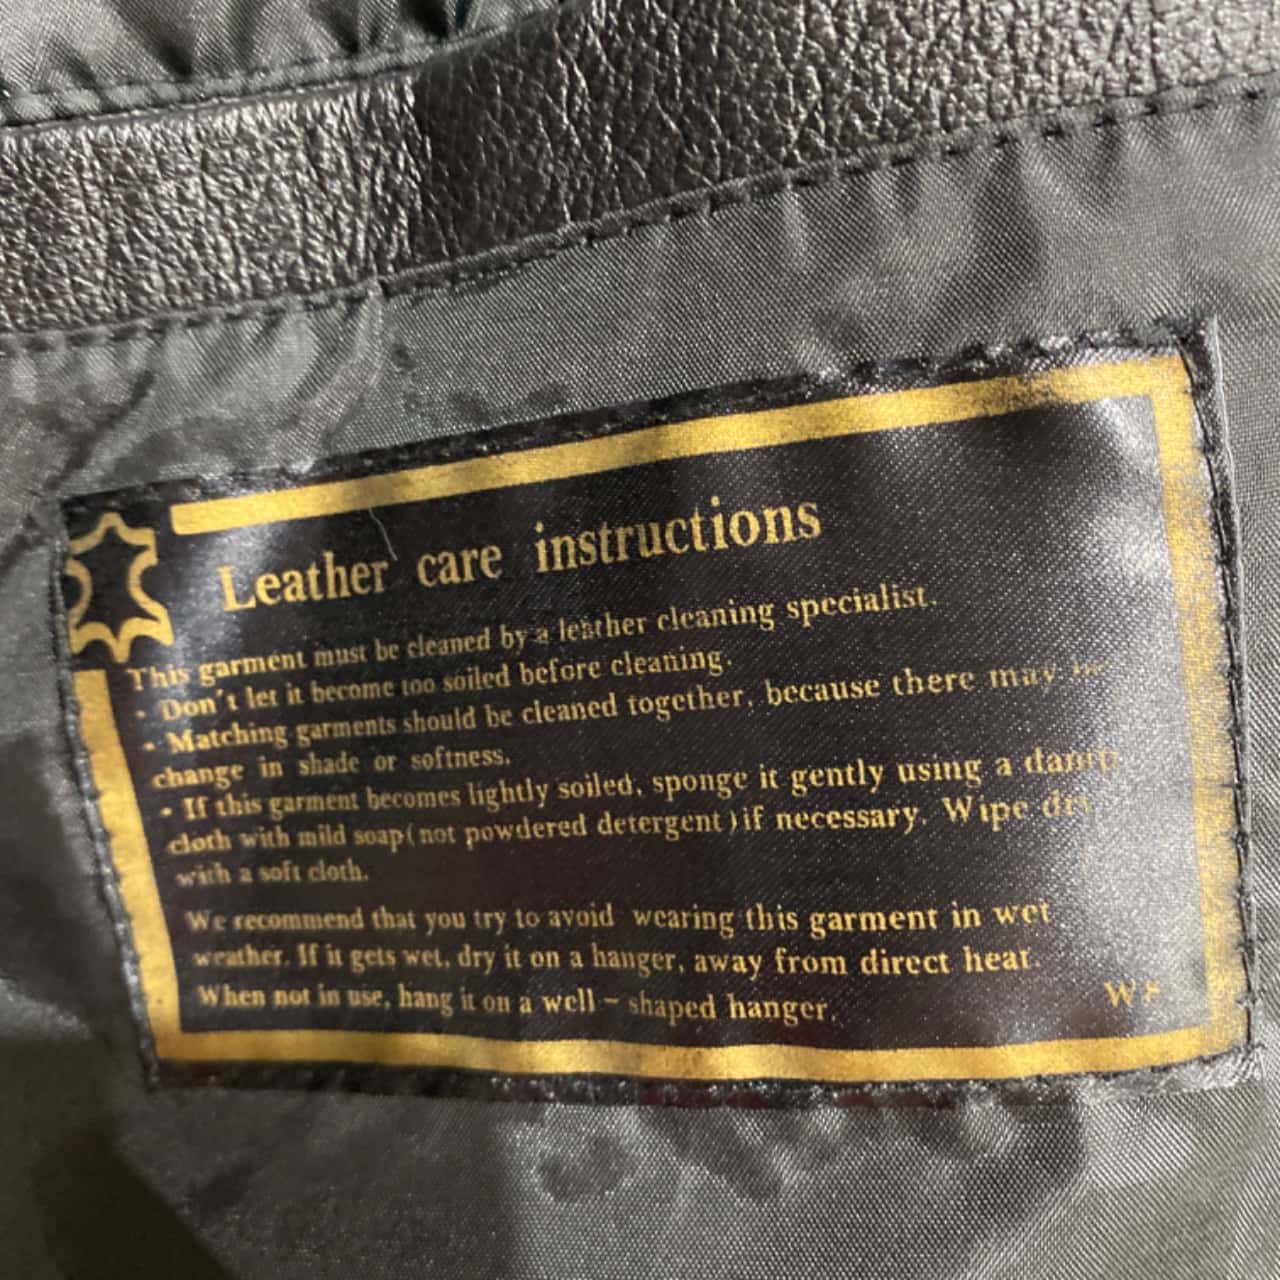 Leather care instructions
This garment must be cleaned by a leather cleaning specialist.
• Don't let it become too soiled before cleaning.
• Matching garments should be cleaned together, because there may
change in shade or softness.
• If this garment becomes lightly soiled, sponge it gently using a damp
cloth with mild soap(not powdered detergent)if necessary. Wipe dry
with a soft cloth.
We recommend that you try to avoid wearing this garment in wet
weather. If it gets wet, dry it on a hanger, away from direct heat
When not in use, hang it on a well - shaped hanger.